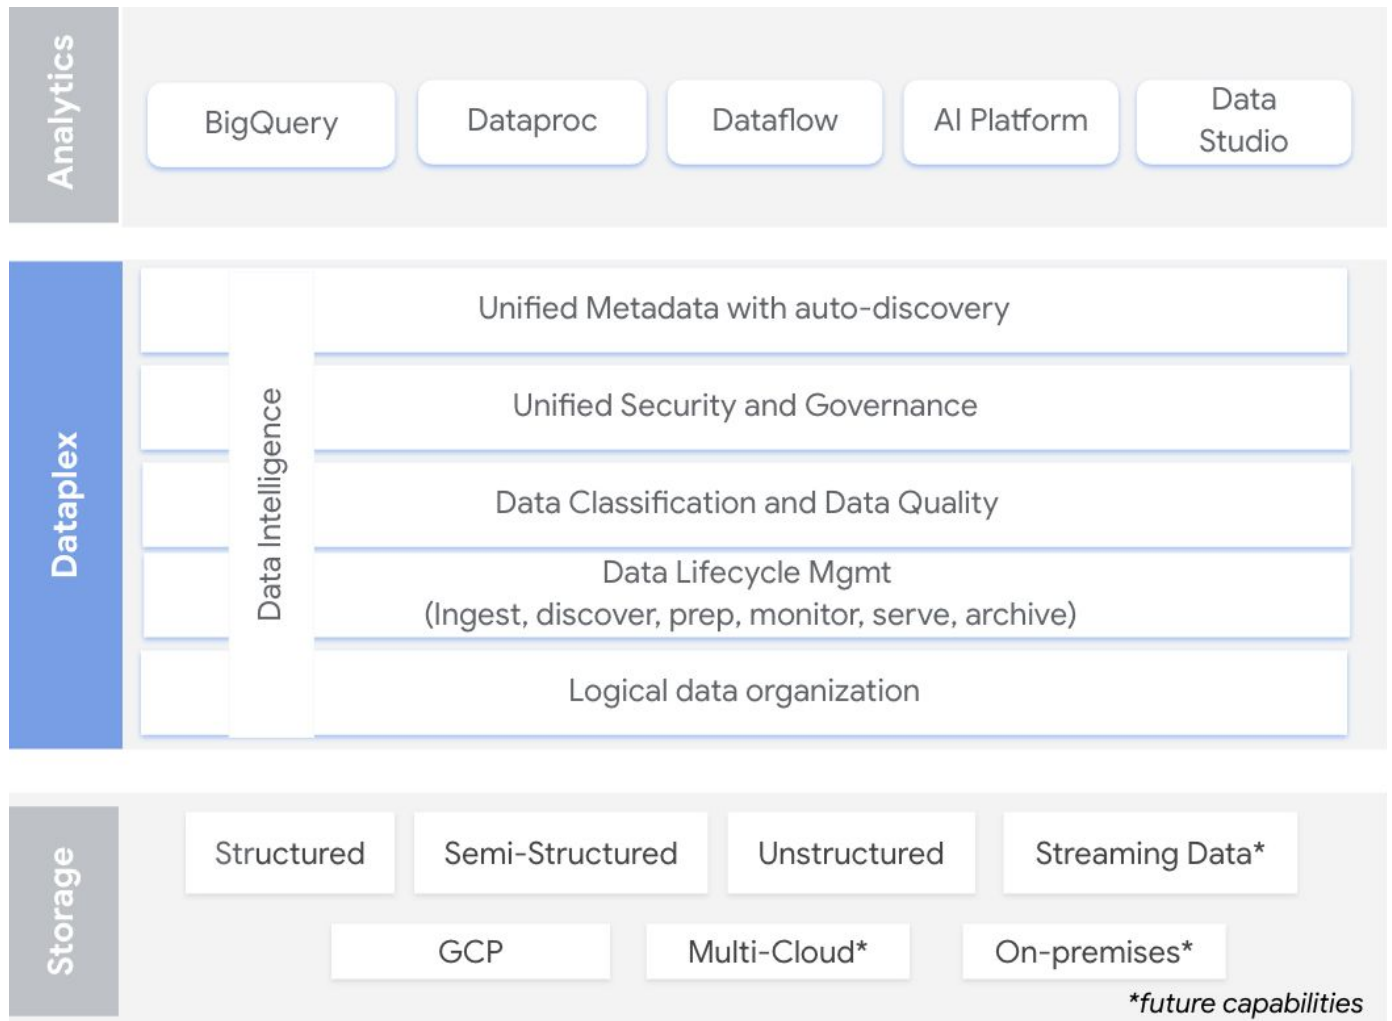 Analytics
BigQuery
Dataproc
Dataflow
AI Platform
Data
Studio
Dataplex
Data Intelligence
Unified Metadata with auto-discovery
Unified Security and Governance
Data Classification and Data Quality
Data Lifecycle Mgmt
(Ingest, discover, prep, monitor, serve, archive)
Logical data organization
Storage
Structured
Semi-Structured
Unstructured
Streaming Data*
GCP
Multi-Cloud*
On-premises*
*future capabilities